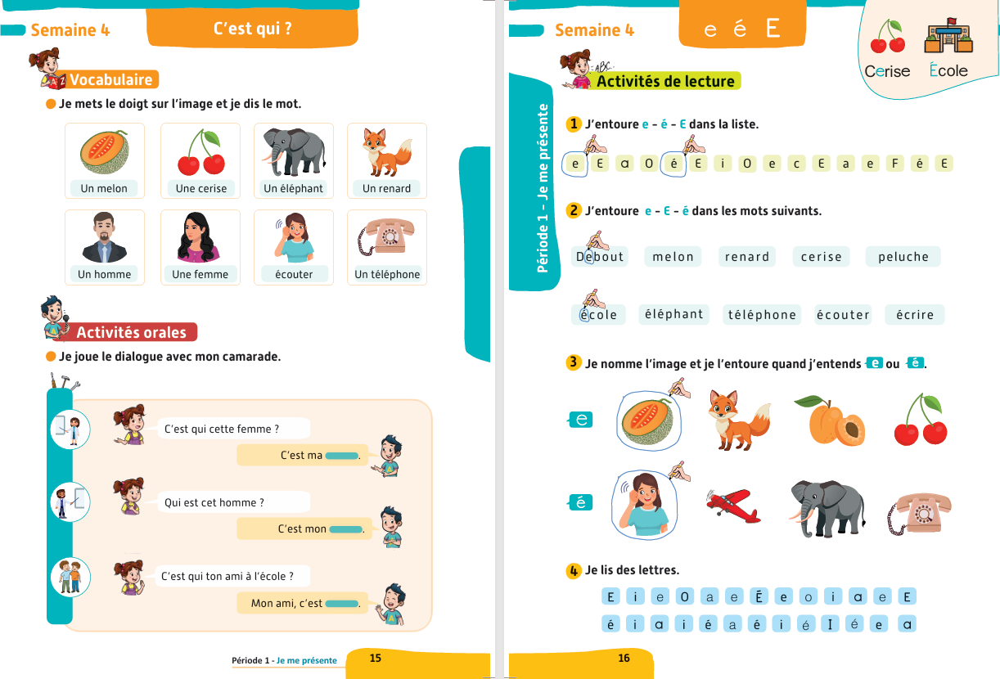 Semaine 4
C'est qui ?
A Z
Vocabulaire
Je mets le doigt sur l'image et je dis le mot.
Un melon
Une cerise
Un éléphant
Un renard
Un homme
Une femme
écouter
Un téléphone
Activités orales
Je joue le dialogue avec mon camarade.
C'est qui cette femme ?
C'est ma .
Qui est cet homme ?
C'est mon .
C'est qui ton ami à l'école ?
Mon ami, c'est .
Période 1 - Je me présente
15
Semaine 4
e é E
Cerise
École
ABC
Activités de lecture
Période 1 - Je me présente
1 J'entoure e - é - E dans la liste.
e E a O é E i O e c E a e F é E
2 J'entoure e - E - é dans les mots suivants.
Debout melon renard cerise peluche
école éléphant téléphone écouter écrire
3 Je nomme l'image et je l'entoure quand j'entends e ou é.
e
é
4 Je lis des lettres.
E i e O a e É e o i a e E
é i a i é a é i é I é e a
16